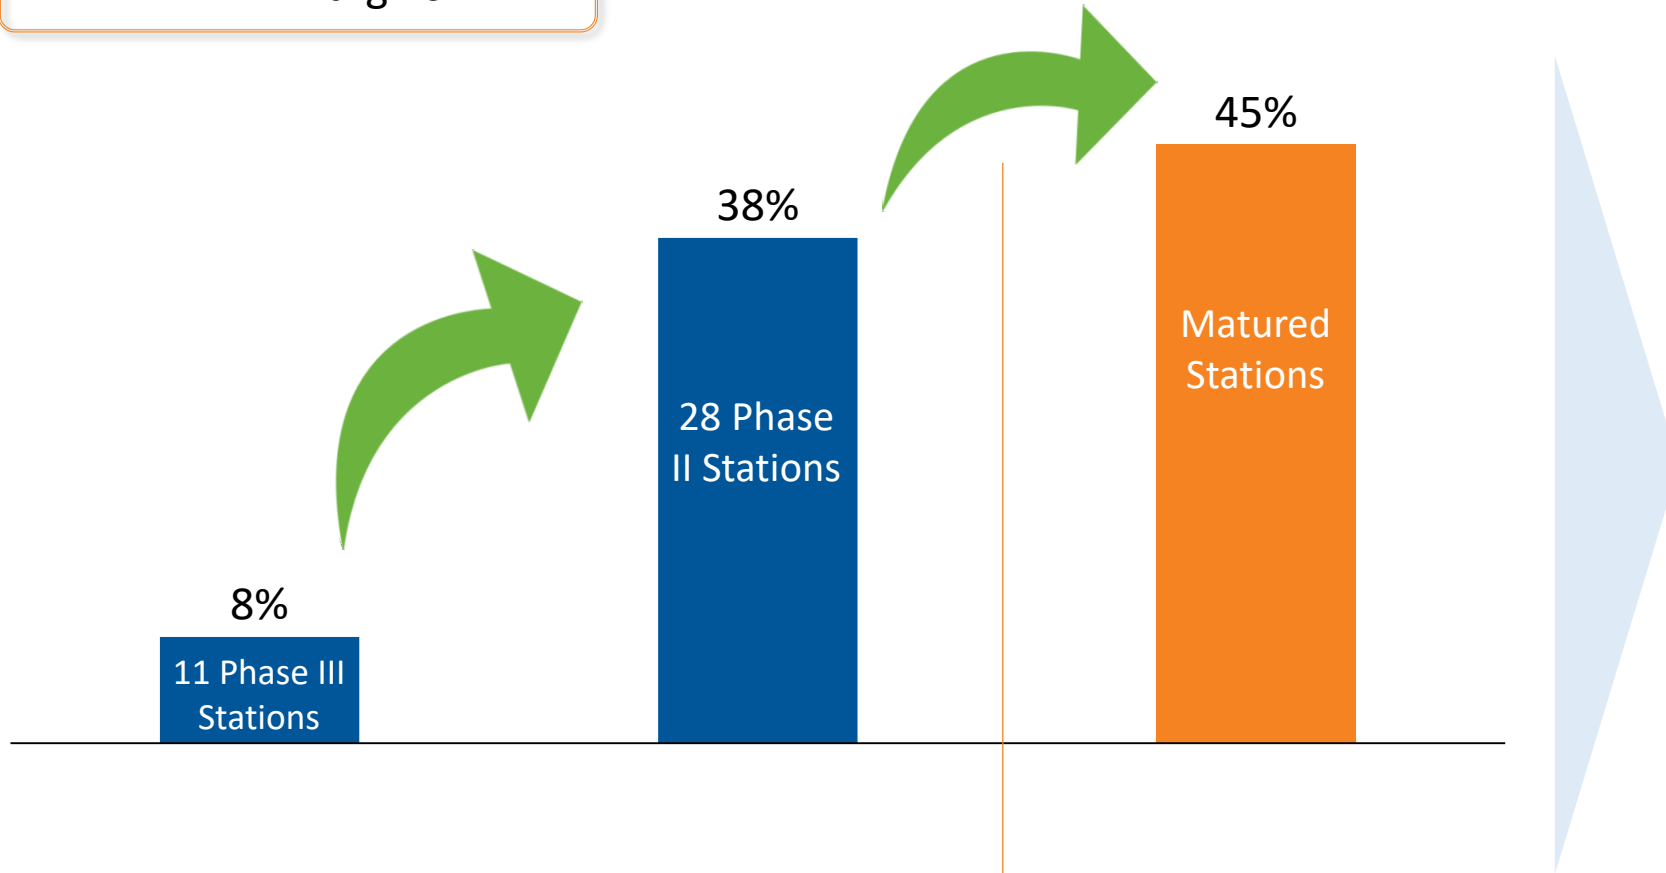 45%
38%
Matured
Stations
28 Phase
II Stations
8%
11 Phase III
Stations